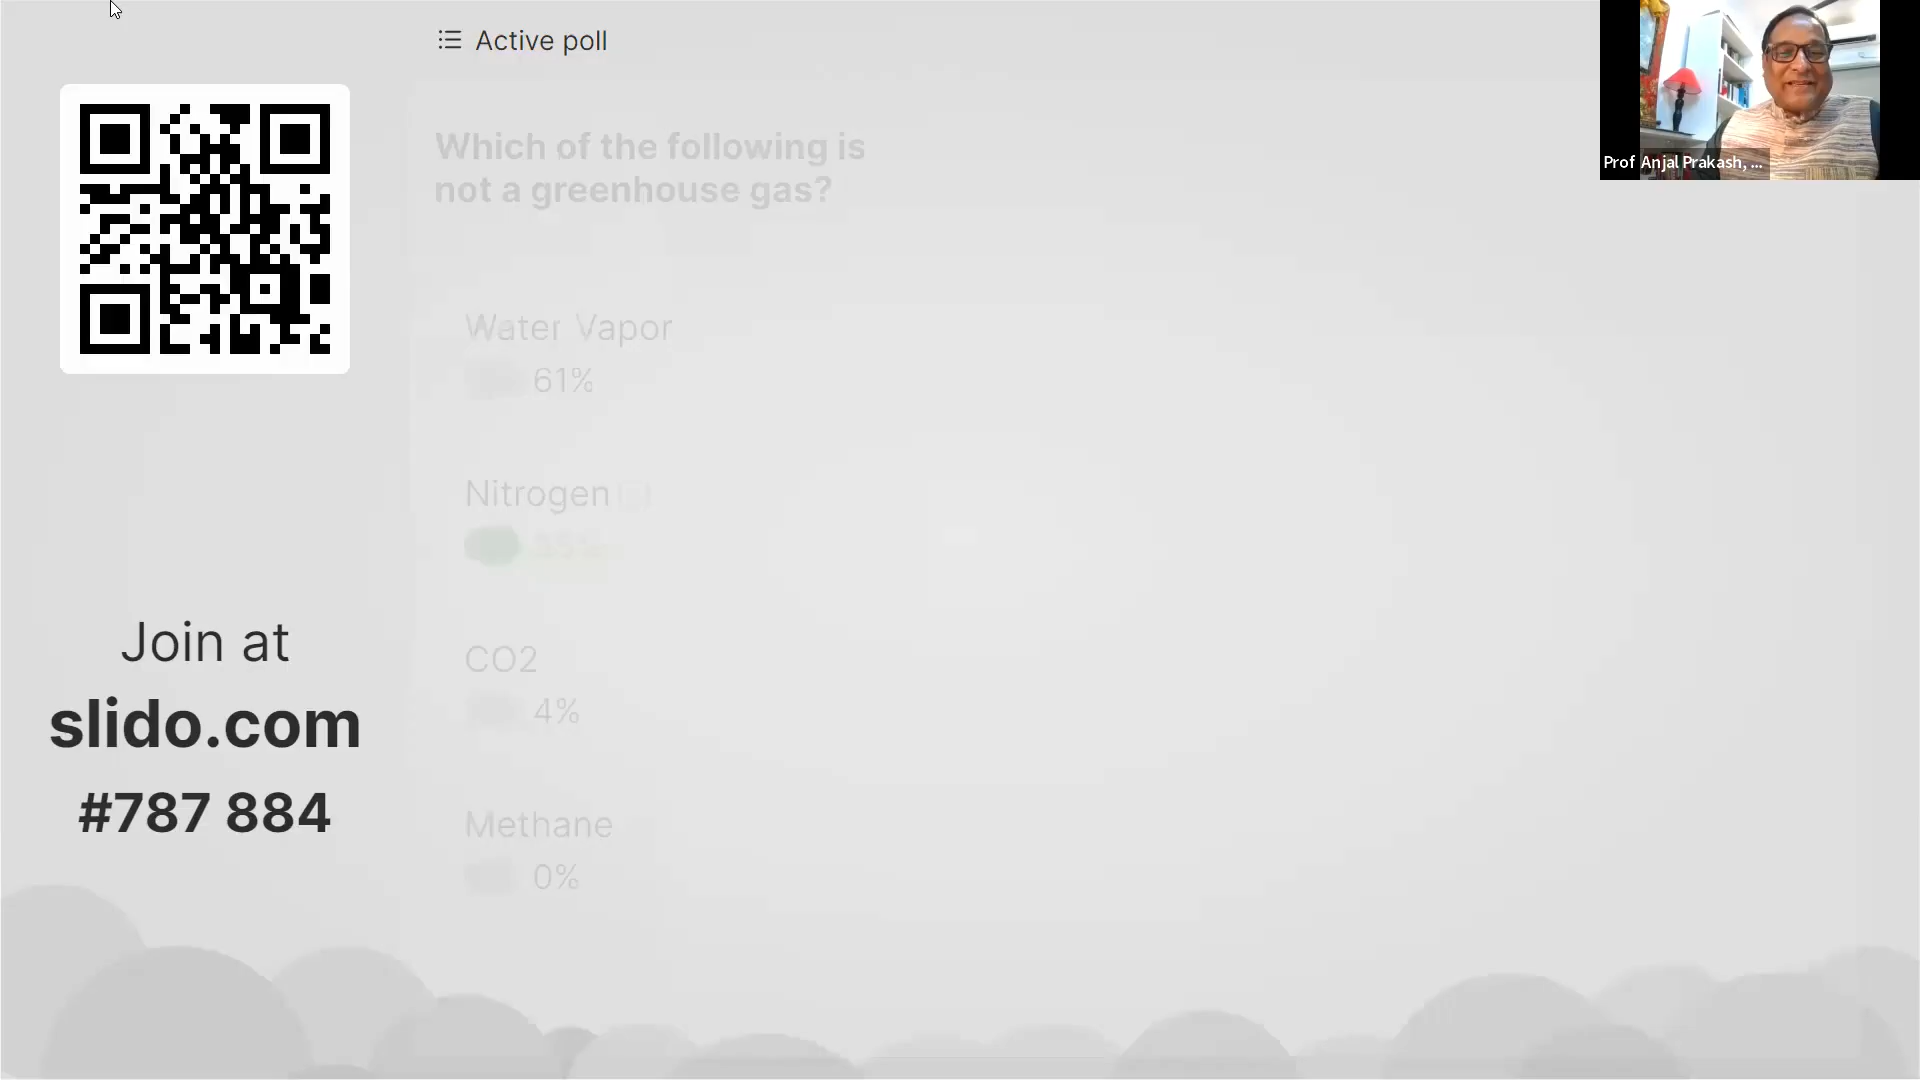 Active poll
Which of the following is
not a greenhouse gas?
Water Vapor
61%
Nitrogen
CO2
4%
Methane
0%
Join at
slido.com
#787 884
Prof Anjal Prakash, ...